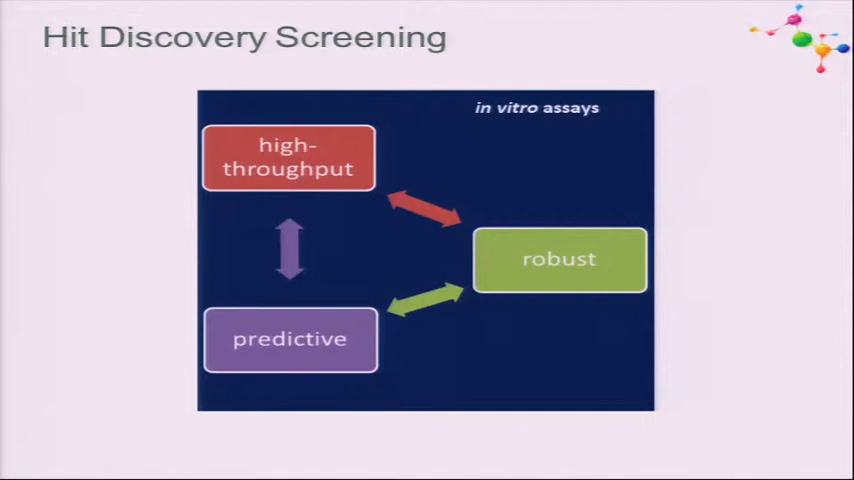 Hit Discovery Screening
in vitro assays
high-
throughput
robust
predictive